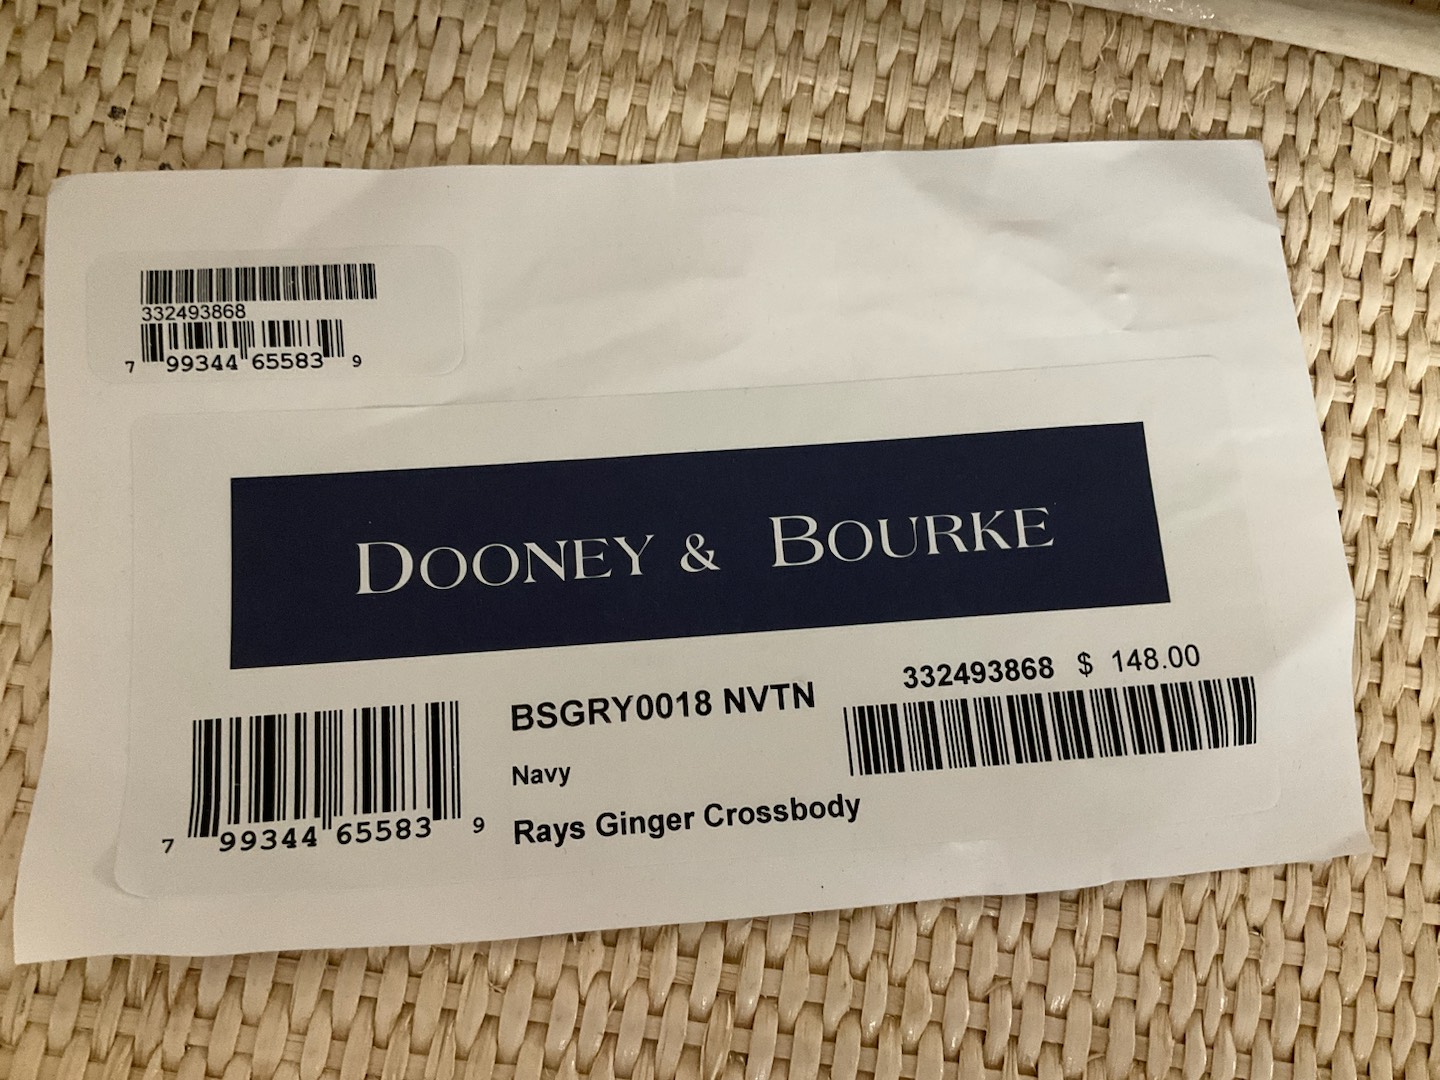 332493868
7 99344 65583 9
DOONEY & BOURKE
332493868 $ 148.00
BSGRY0018 NVTN
Navy
Rays Ginger Crossbody
7 99344 65583 9